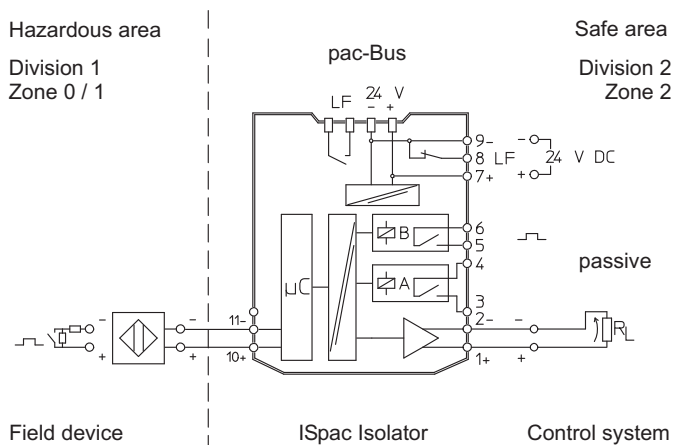 Hazardous area
Safe area
pac-Bus
Division 1
Zone 0 / 1
Division 2
Zone 2
LF 24 V
- +
9-
8 LF
7+
- +
24 V DC
B
6
5
passive
µC
A
4
3
11-
10+
2-
1+
- +
- +
- +
RL
Field device
ISpac Isolator
Control system